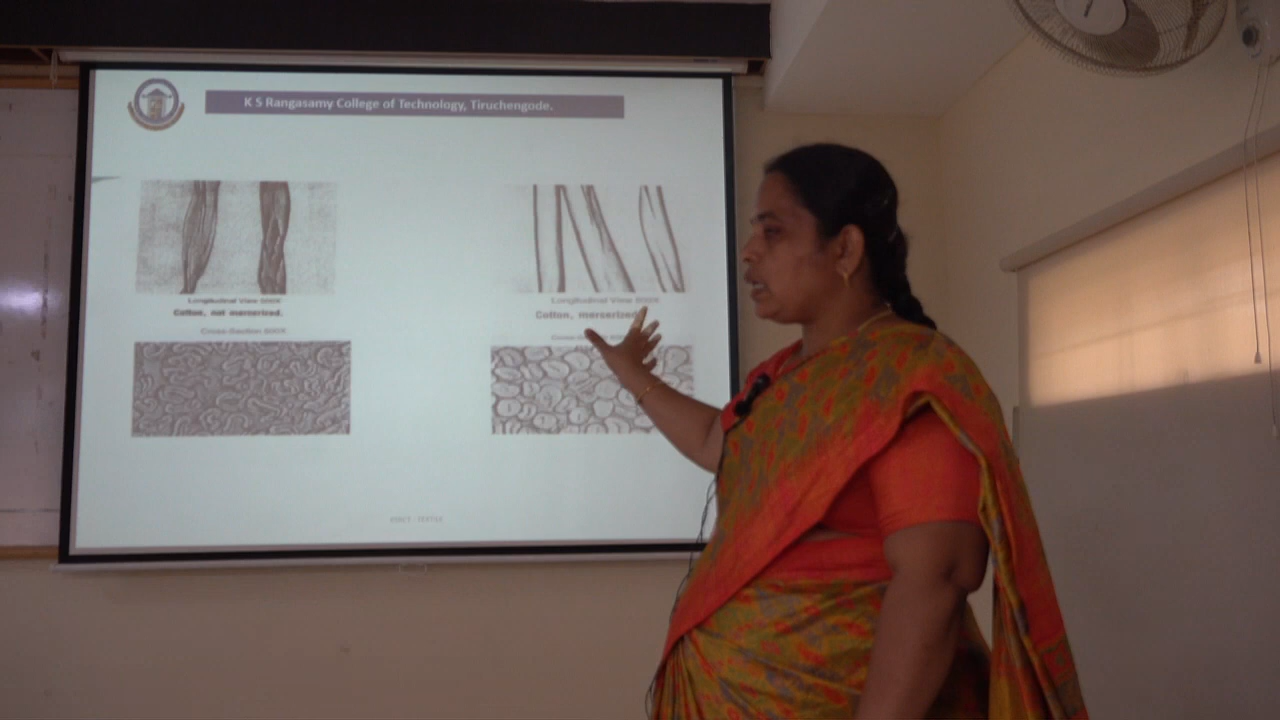 K S Rangasamy College of Technology, Tiruchengode.
Longitudinal View 500X
Cotton, not mercerized.
Cross-Section 500X
Longitudinal View 500X
Cotton, mercerized